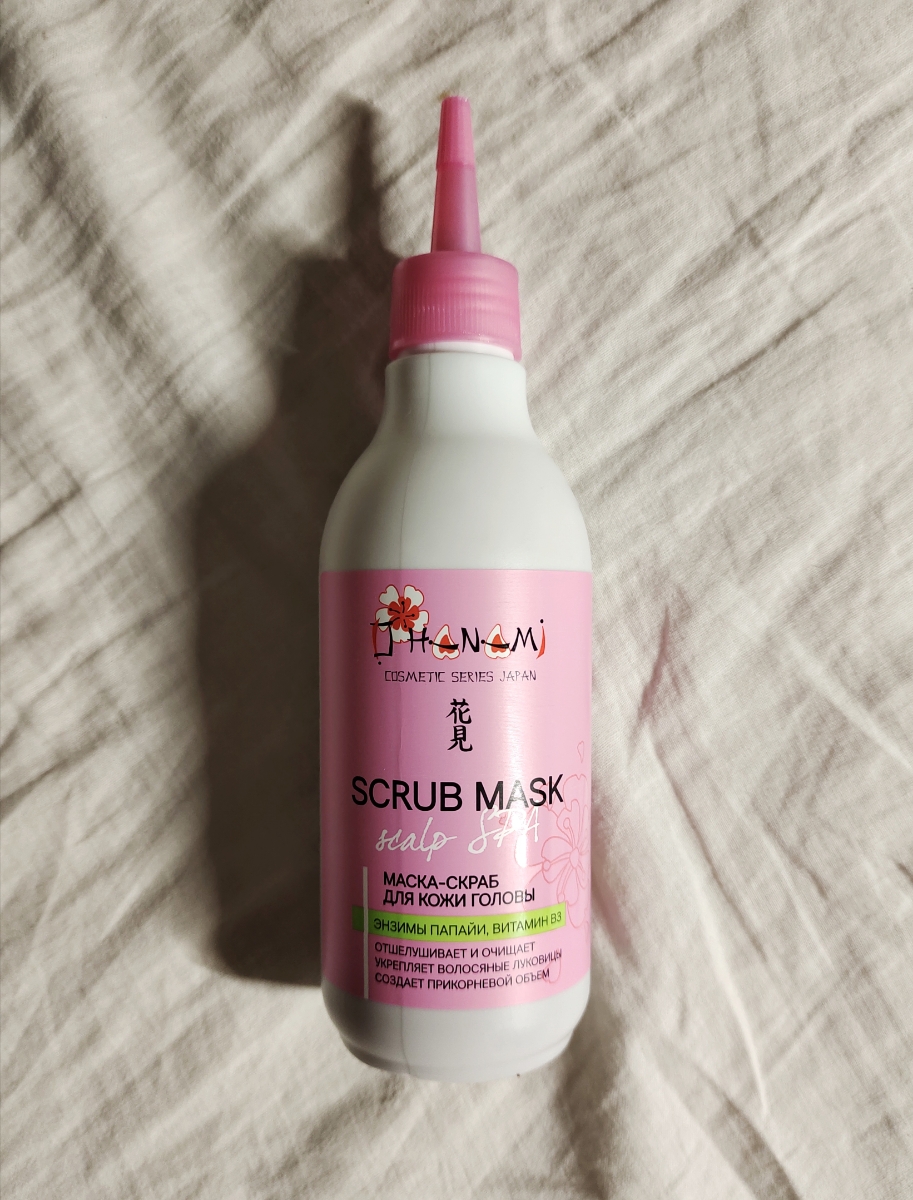 HANAMI
COSMETIC SERIES JAPAN
花
見
SCRUB MASK
scalp SPA
МАСКА-СКРАБ
ДЛЯ КОЖИ ГОЛОВЫ
ЭНЗИМЫ ПАПАЙИ, ВИТАМИН B3
ОТШЕЛУШИВАЕТ И ОЧИЩАЕТ
УКРЕПЛЯЕТ ВОЛОСЯНЫЕ ЛУКОВИЦЫ
СОЗДАЕТ ПРИКОРНЕВОЙ ОБЪЕМ